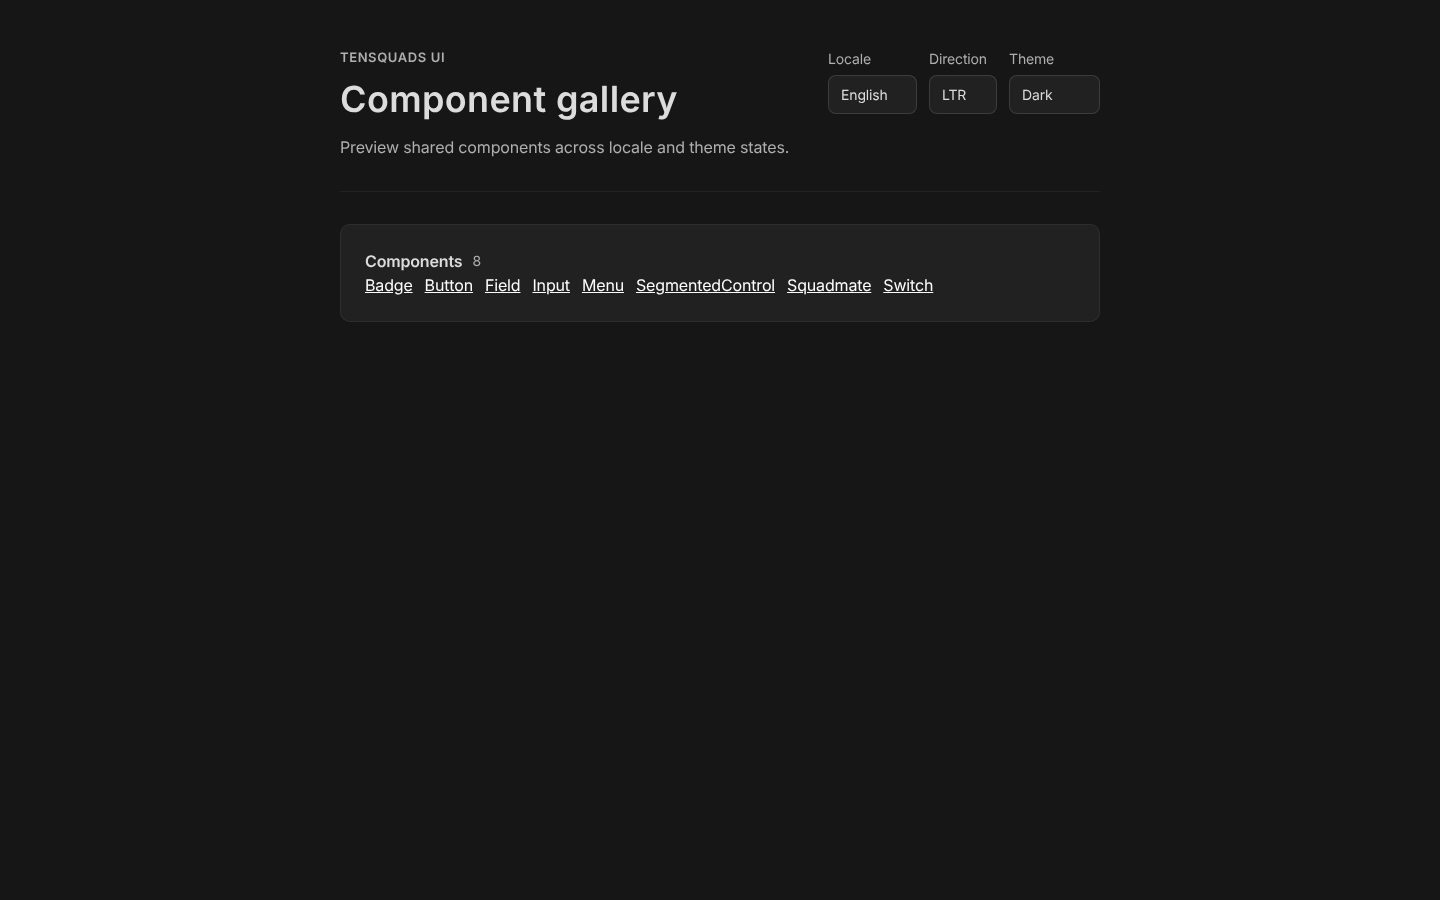 TENSQUADS UI
Component gallery
Preview shared components across locale and theme states.
Locale Direction Theme
English LTR Dark
Components 8
Badge Button Field Input Menu SegmentedControl Squadmate Switch